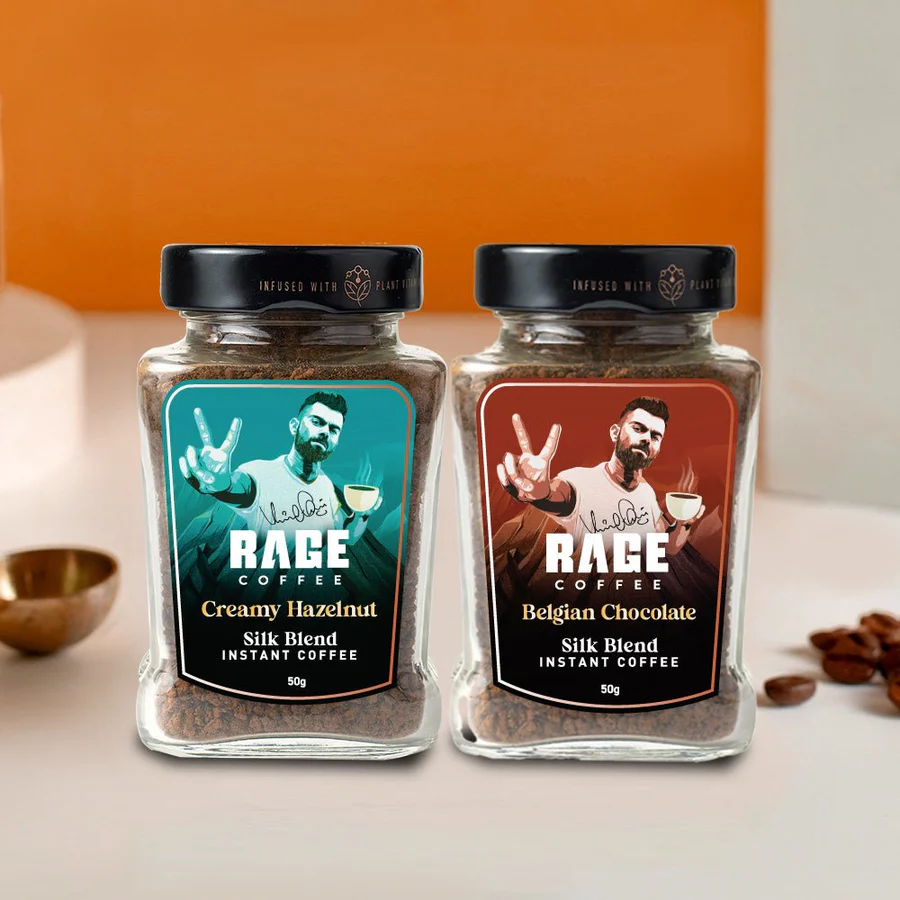 INFUSED WITH PLANT
RAGE
COFFEE
Creamy Hazelnut
Silk Blend
INSTANT COFFEE
50g
INFUSED WITH PLANT
RAGE
COFFEE
Belgian Chocolate
Silk Blend
INSTANT COFFEE
50g